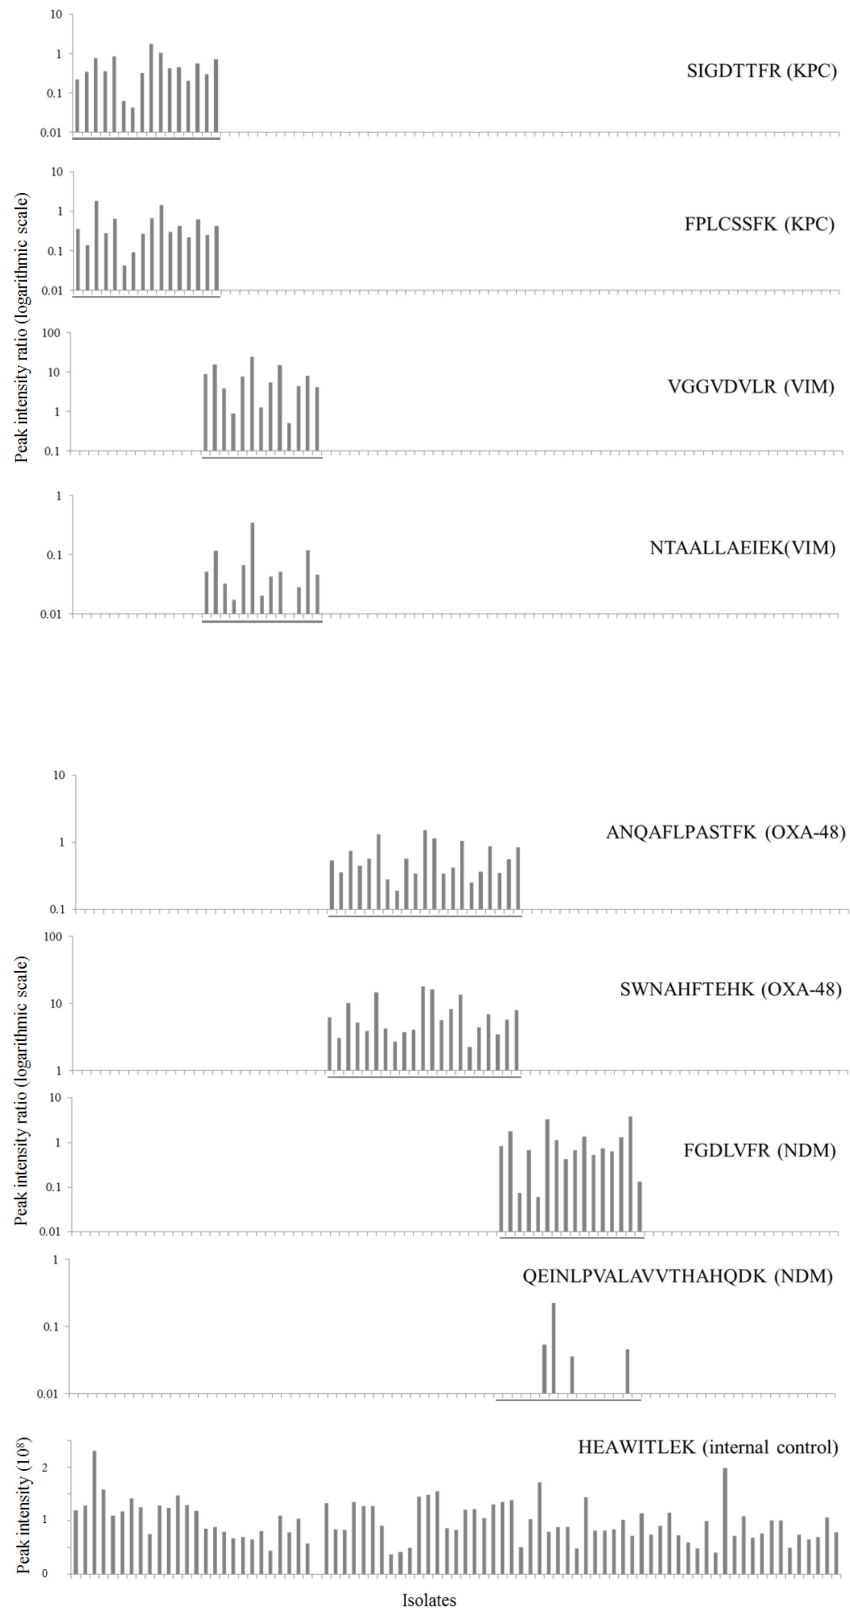 10
1
0.1
0.01
SIGDTTFR (KPC)
10
1
0.1
0.01
FPLCSSFK (KPC)
100
10
1
0.1
VGGVDVLR (VIM)
1
0.1
0.01
NTAALLAEIEK(VIM)
Peak intensity ratio (logarithmic scale)
10
1
0.1
ANQAFLPASTFK (OXA-48)
100
10
1
SWNAHFTEHK (OXA-48)
10
1
0.1
0.01
FGDLVFR (NDM)
1
0.1
0.01
QEINLPVALAVVTHAHQDK (NDM)
Peak intensity ratio (logarithmic scale)
2
1
0
HEAWITLEK (internal control)
Peak intensity (10⁸)
Isolates